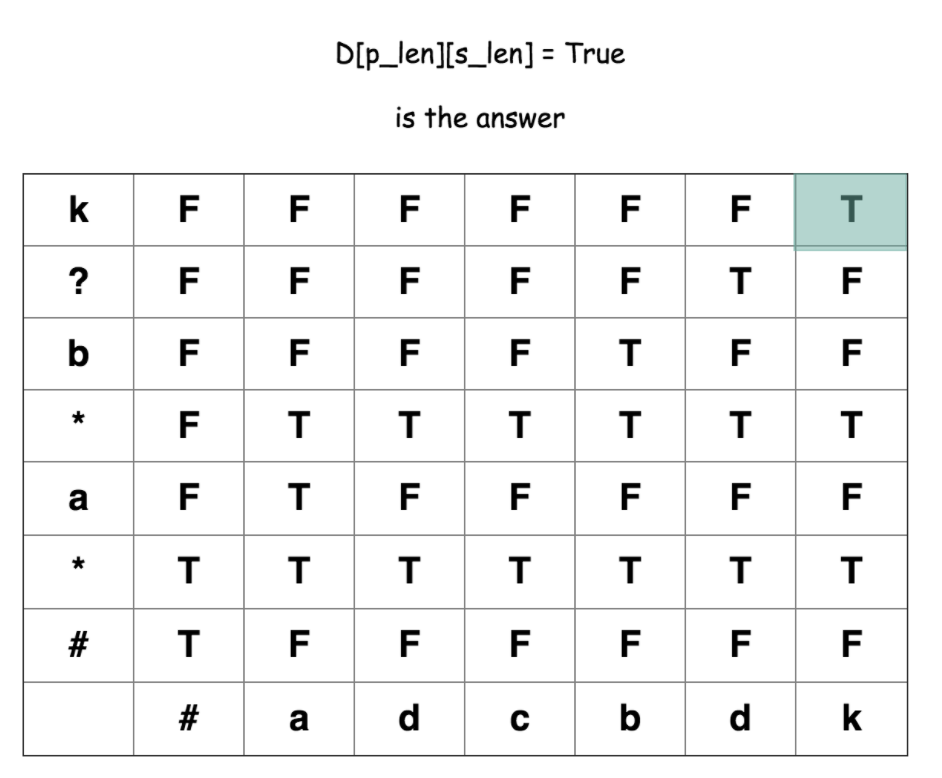 D[p_len][s_len] = True
is the answer
k F F F F F F T
? F F F F F T F
b F F F F T F F
* F T T T T T T
a F T F F F F F
* T T T T T T T
# T F F F F F F
# a d c b d k